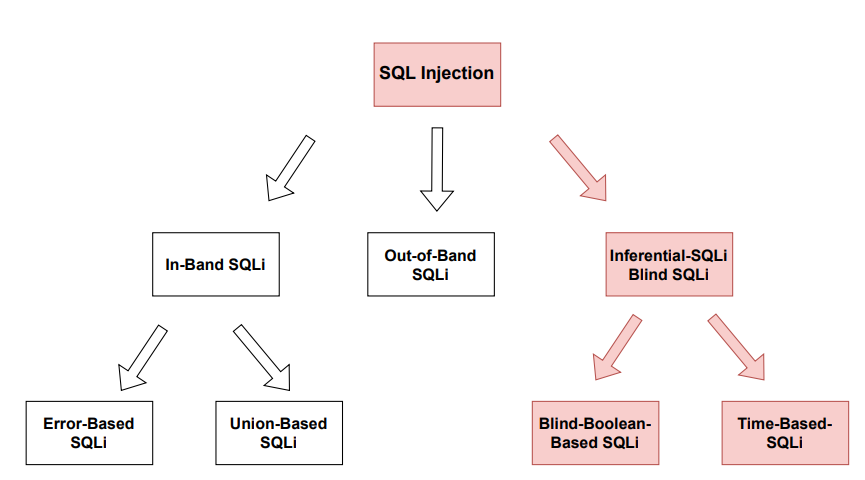 SQL Injection
In-Band SQLi
Out-of-Band
SQLi
Inferential-SQLi
Blind SQLi
Error-Based
SQLi
Union-Based
SQLi
Blind-Boolean-
Based SQLi
Time-Based-
SQLi